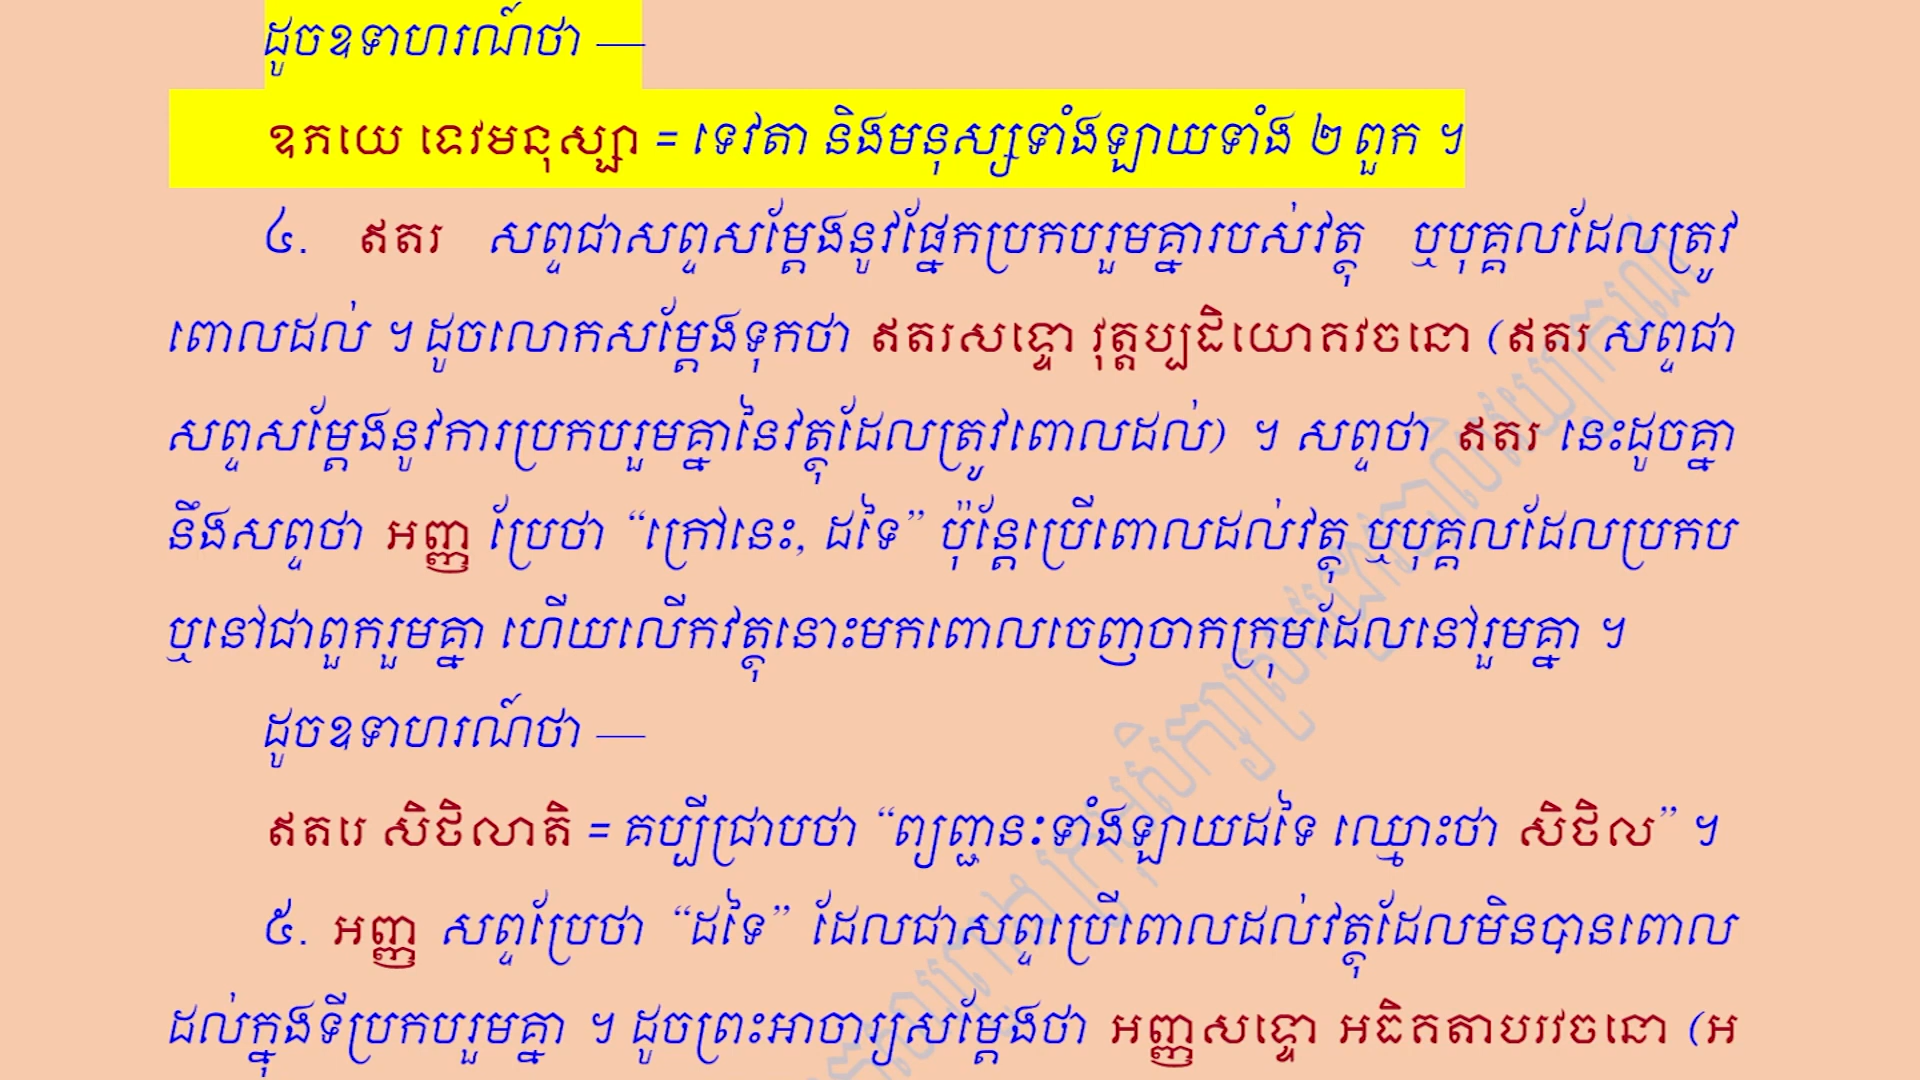 ដូចឧទាហរណ៍ថា —
ឧភយេ ទេវមនុស្សា = ទេវតា និងមនុស្សទាំងឡាយទាំង ២ ពួក ។
៤. ឥតរ សព្ទជាសព្ទសម្ដែងនូវផ្នែកប្រកបរួមគ្នារបស់វត្ថុ ឬបុគ្គលដែលត្រូវ
ពោលដល់ ។ ដូចលោកសម្ដែងទុកថា ឥតរសទ្ទោ វុត្តប្បដិយោគវចនោ (ឥតរ សព្ទជា
សព្ទសម្ដែងនូវការប្រកបរួមគ្នានៃវត្ថុដែលត្រូវពោលដល់) ។ សព្ទថា ឥតរ នេះដូចគ្នា
នឹងសព្ទថា អញ្ញ ប្រែថា “ក្រៅនេះ, ដទៃ” ប៉ុន្តែប្រើពោលដល់វត្ថុ ឬបុគ្គលដែលប្រកប
ឬនៅជាពួករួមគ្នា ហើយលើកវត្ថុនោះមកពោលចេញចាកក្រុមដែលនៅរួមគ្នា ។
ដូចឧទាហរណ៍ថា —
ឥតរេ សិថិលាតិ = គប្បីជ្រាបថា “ព្យញ្ជនៈទាំងឡាយដទៃ ឈ្មោះថា សិថិល” ។
៥. អញ្ញ សព្ទប្រែថា “ដទៃ” ដែលជាសព្ទប្រើពោលដល់វត្ថុដែលមិនបានពោល
ដល់ក្នុងទីប្រកបរួមគ្នា ។ ដូចព្រះអាចារ្យសម្ដែងថា អញ្ញសទ្ទោ អធិគតាបរវចនោ (អ